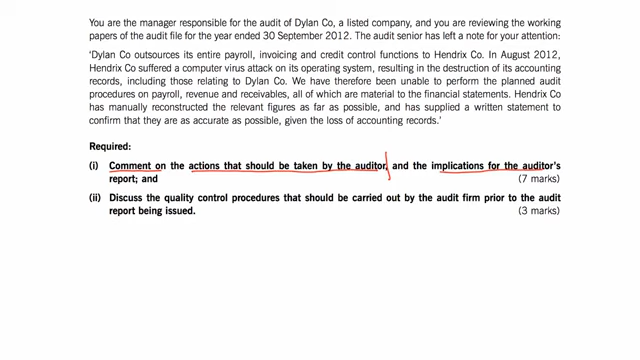 You are the manager responsible for the audit of Dylan Co, a listed company, and you are reviewing the working
papers of the audit file for the year ended 30 September 2012. The audit senior has left a note for your attention:
‘Dylan Co outsources its entire payroll, invoicing and credit control functions to Hendrix Co. In August 2012,
Hendrix Co suffered a computer virus attack on its operating system, resulting in the destruction of its accounting
records, including those relating to Dylan Co. We have therefore been unable to perform the planned audit
procedures on payroll, revenue and receivables, all of which are material to the financial statements. Hendrix Co
has manually reconstructed the relevant figures as far as possible, and has supplied a written statement to
confirm that they are as accurate as possible, given the loss of accounting records.’
Required:
(i) Comment on the actions that should be taken by the auditor, and the implications for the auditor’s
report; and (7 marks)
(ii) Discuss the quality control procedures that should be carried out by the audit firm prior to the audit
report being issued. (3 marks)